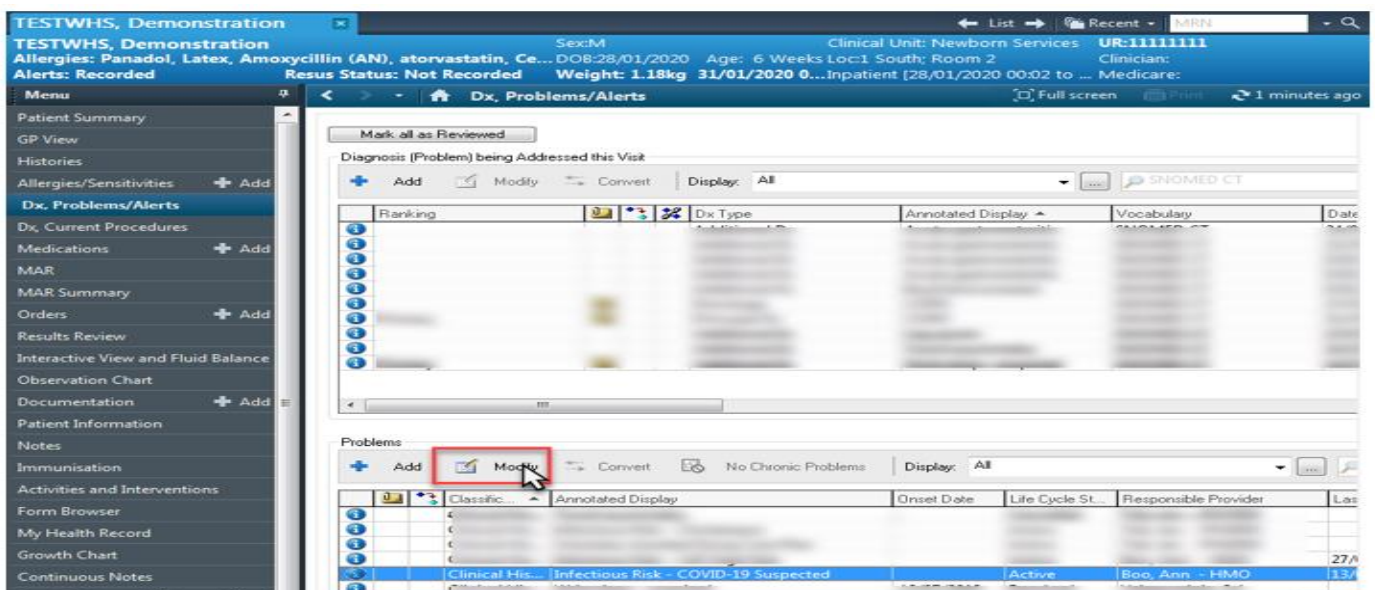 TESTWHS, Demonstration
List Recent MRN
TESTWHS, Demonstration Sex:M Clinical Unit: Newborn Services UR:11111111
Allergies: Panadol, Latex, Amoxycillin (AN), atorvastatin, Ce... DOB:28/01/2020 Age: 6 Weeks Loc:1 South; Room 2 Clinician:
Alerts: Recorded Resus Status: Not Recorded Weight: 1.18kg 31/01/2020 0... Inpatient [28/01/2020 00:02 to ... Medicare:
Menu Dx, Problems/Alerts Full screen Print 1 minutes ago
Patient Summary
GP View
Histories
Allergies/Sensitivities Add
Dx, Problems/Alerts
Dx, Current Procedures
Medications Add
MAR
MAR Summary
Orders Add
Results Review
Interactive View and Fluid Balance
Observation Chart
Documentation Add
Patient Information
Notes
Immunisation
Activities and Interventions
Form Browser
My Health Record
Growth Chart
Continuous Notes
Mark all as Reviewed
Diagnosis (Problem) being Addressed this Visit
Add Modify Convert Display: All ... SNOMED CT
Ranking Dx Type Annotated Display Vocabulary Date
Problems
Add Modify Convert No Chronic Problems Display: All ...
Classific... Annotated Display Onset Date Life Cycle St... Responsible Provider Las
27/
Clinical His... Infectious Risk - COVID-19 Suspected Active Boo, Ann - HMO 13/